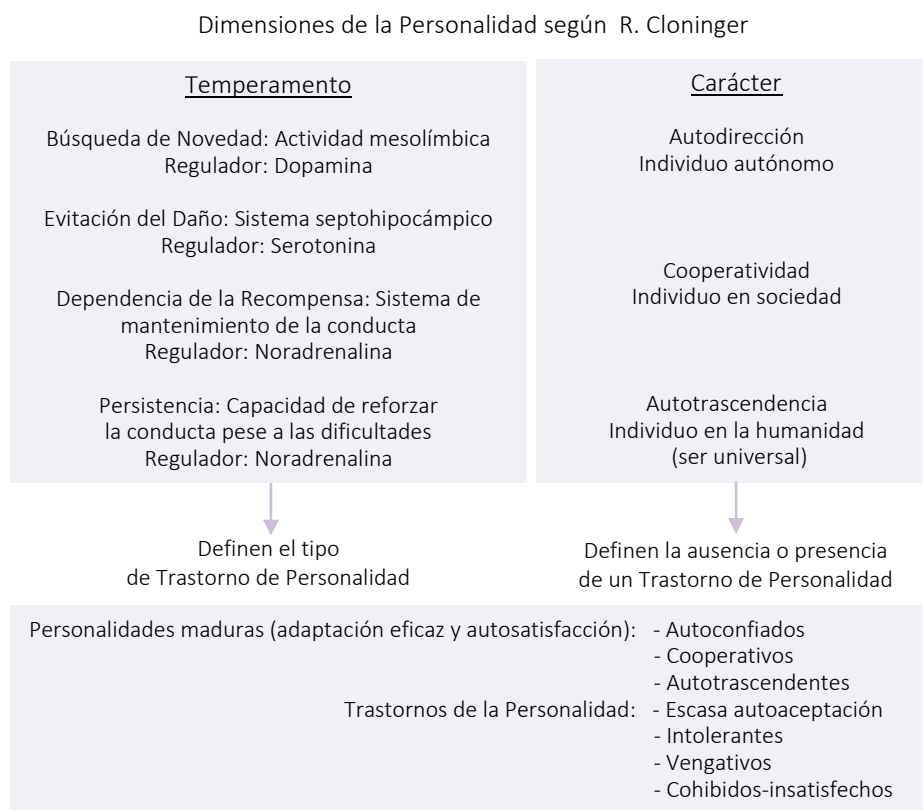 Dimensiones de la Personalidad según R. Cloninger
Temperamento
Búsqueda de Novedad: Actividad mesolímbica
Regulador: Dopamina
Evitación del Daño: Sistema septohipocámpico
Regulador: Serotonina
Dependencia de la Recompensa: Sistema de
mantenimiento de la conducta
Regulador: Noradrenalina
Persistencia: Capacidad de reforzar
la conducta pese a las dificultades
Regulador: Noradrenalina
Carácter
Autodirección
Individuo autónomo
Cooperatividad
Individuo en sociedad
Autotrascendencia
Individuo en la humanidad
(ser universal)
Definen el tipo
de Trastorno de Personalidad
Definen la ausencia o presencia
de un Trastorno de Personalidad
Personalidades maduras (adaptación eficaz y autosatisfacción): - Autoconfiados
- Cooperativos
- Autotrascendentes
Trastornos de la Personalidad: - Escasa autoaceptación
- Intolerantes
- Vengativos
- Cohibidos-insatisfechos